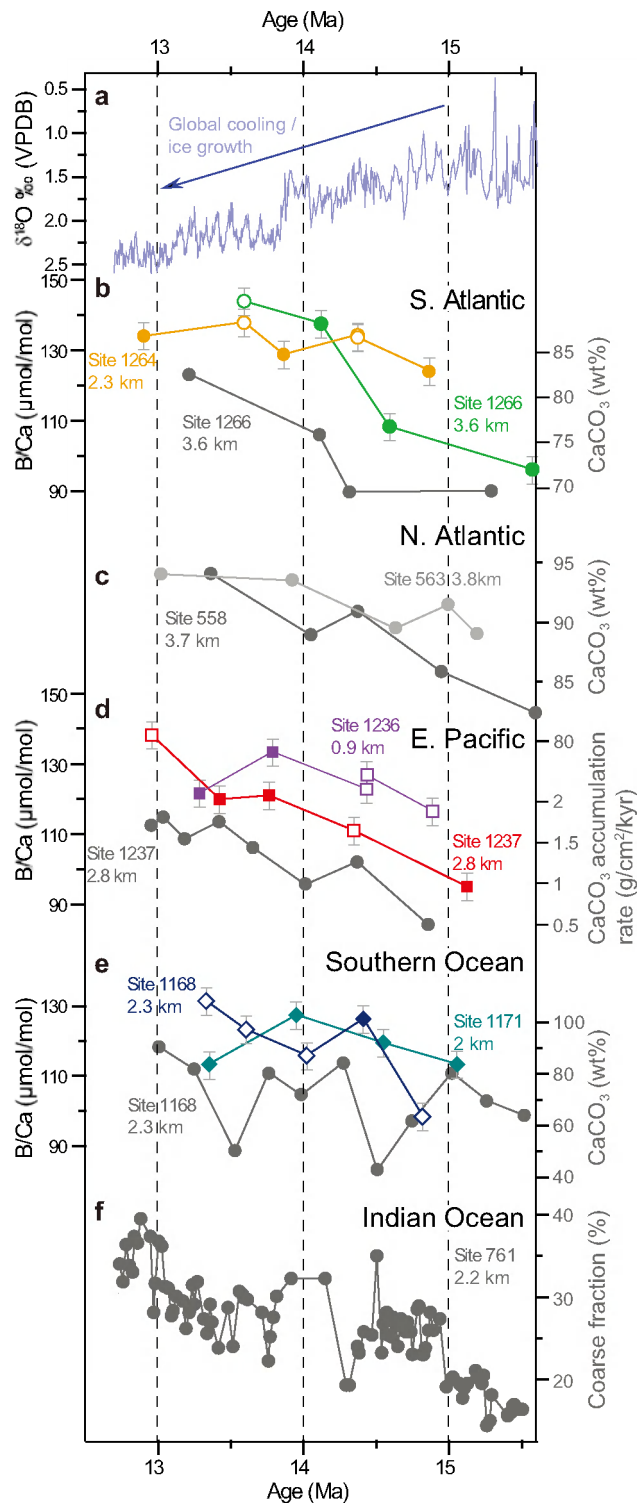 Age (Ma)
13 14 15
a
0.5
1.0
1.5
2.0
2.5
δ¹⁸O ‰ (VPDB)
Global cooling /
ice growth
b
S. Atlantic
150
130
110
90
B/Ca (μmol/mol)
85
80
75
70
CaCO₃ (wt%)
Site 1264
2.3 km
Site 1266
3.6 km
Site 1266
3.6 km
N. Atlantic
c
95
90
85
80
CaCO₃ (wt%)
Site 563 3.8km
Site 558
3.7 km
d
E. Pacific
150
130
110
90
B/Ca (μmol/mol)
2
1.5
1
0.5
CaCO₃ accumulation
rate (g/cm²/kyr)
Site 1236
0.9 km
Site 1237
2.8 km
Site 1237
2.8 km
e
Southern Ocean
130
110
90
B/Ca (μmol/mol)
100
80
60
40
CaCO₃ (wt%)
Site 1168
2.3 km
Site 1171
2 km
Site 1168
2.3 km
f
Indian Ocean
Site 761
2.2 km
40
30
20
Coarse fraction (%)
13 14 15
Age (Ma)